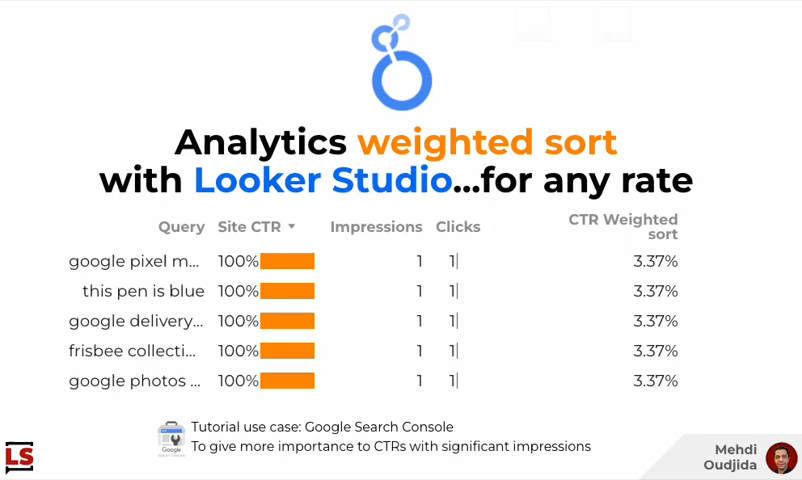 Analytics weighted sort
with Looker Studio...for any rate
Query Site CTR Impressions Clicks CTR Weighted sort
google pixel m... 100% 1 1 3.37%
this pen is blue 100% 1 1 3.37%
google delivery... 100% 1 1 3.37%
frisbee collecti... 100% 1 1 3.37%
google photos ... 100% 1 1 3.37%
Tutorial use case: Google Search Console
To give more importance to CTRs with significant impressions
Google
LS
Mehdi
Oudjida